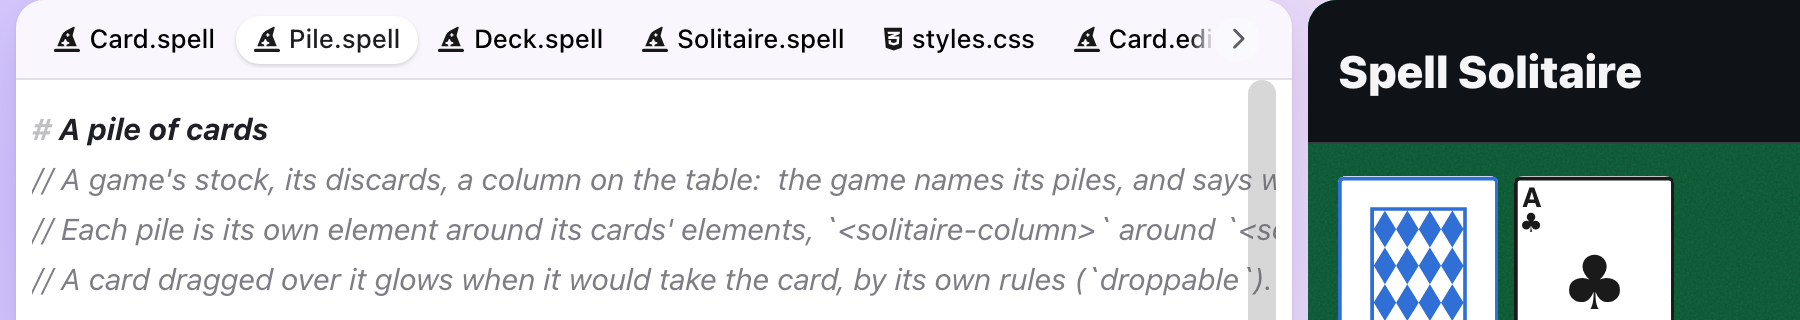 Card.spell Pile.spell Deck.spell Solitaire.spell styles.css Card.edi
# A pile of cards
// A game's stock, its discards, a column on the table:  the game names its piles, and says
// Each pile is its own element around its cards' elements, `<solitaire-column>` around `<so
// A card dragged over it glows when it would take the card, by its own rules (`droppable`).
Spell Solitaire
A